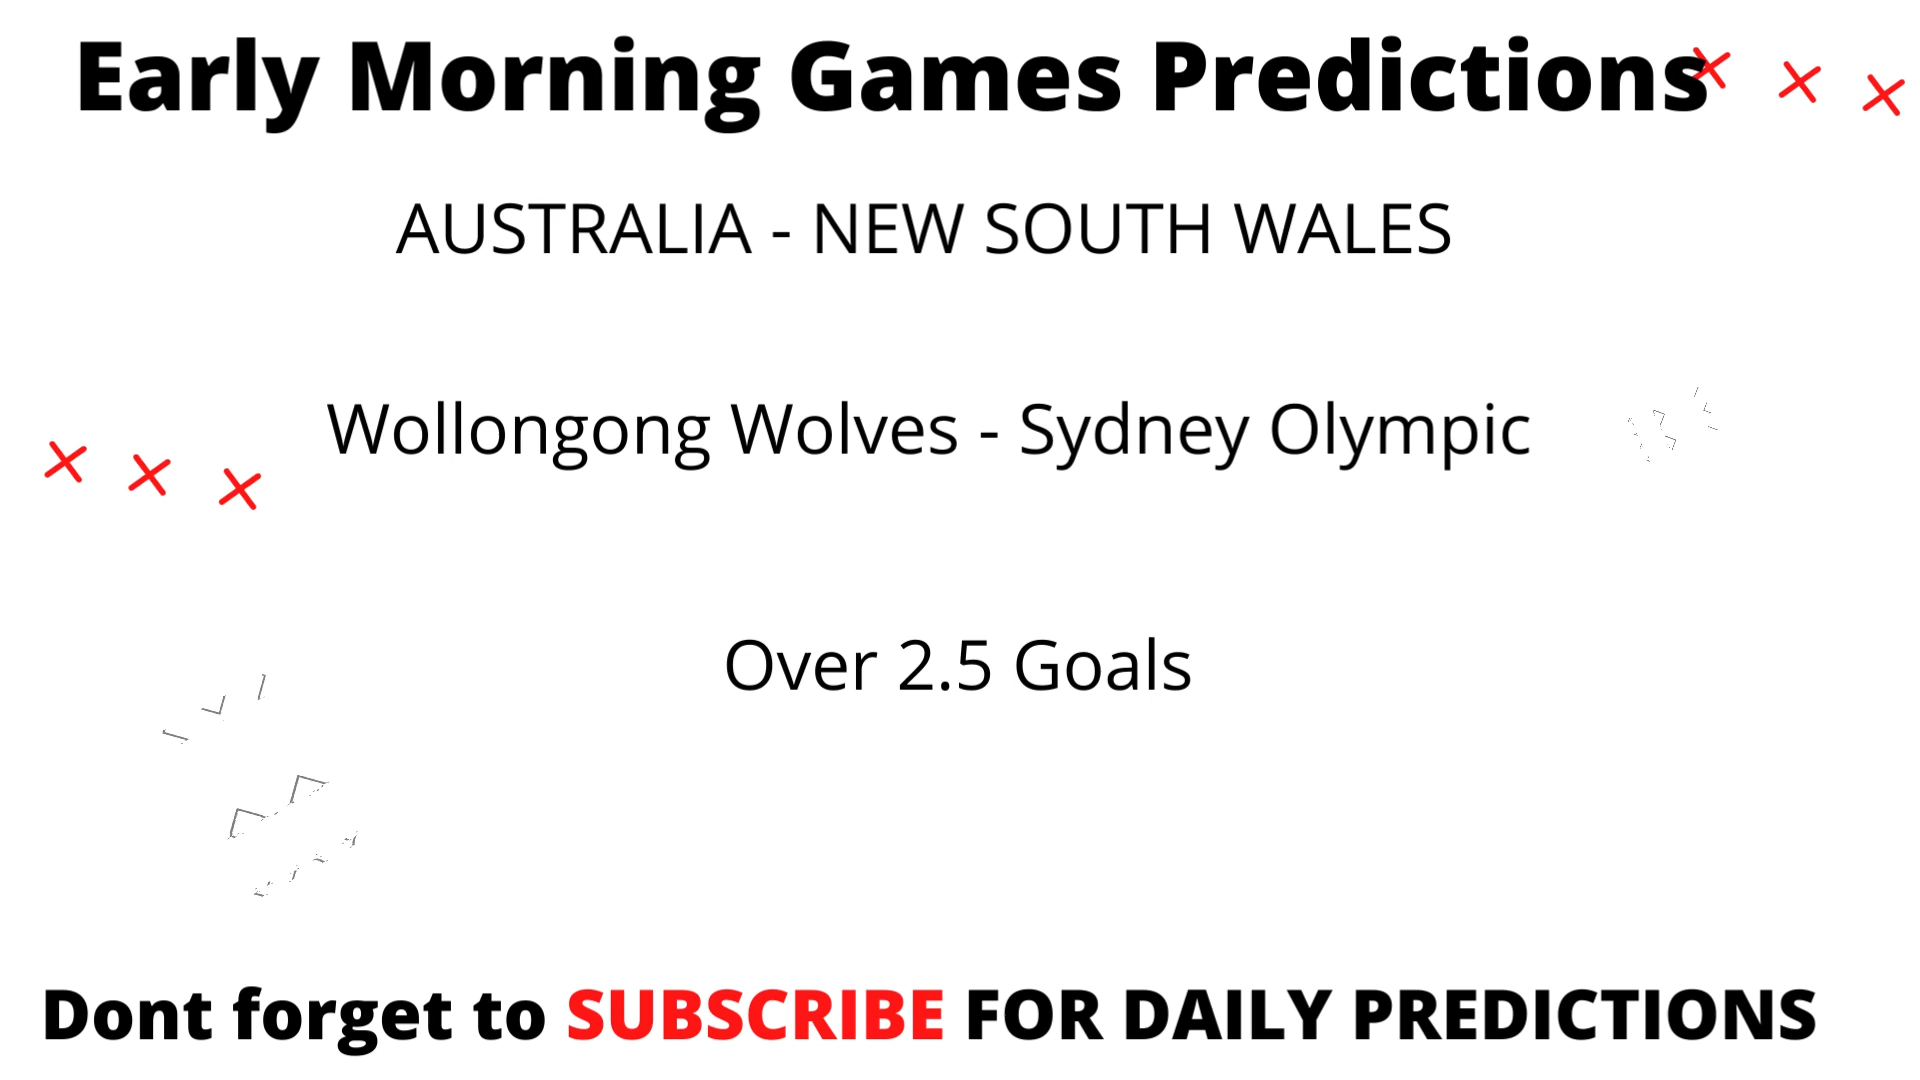 Early Morning Games Predictions
AUSTRALIA - NEW SOUTH WALES
Wollongong Wolves - Sydney Olympic
Over 2.5 Goals
Dont forget to SUBSCRIBE FOR DAILY PREDICTIONS